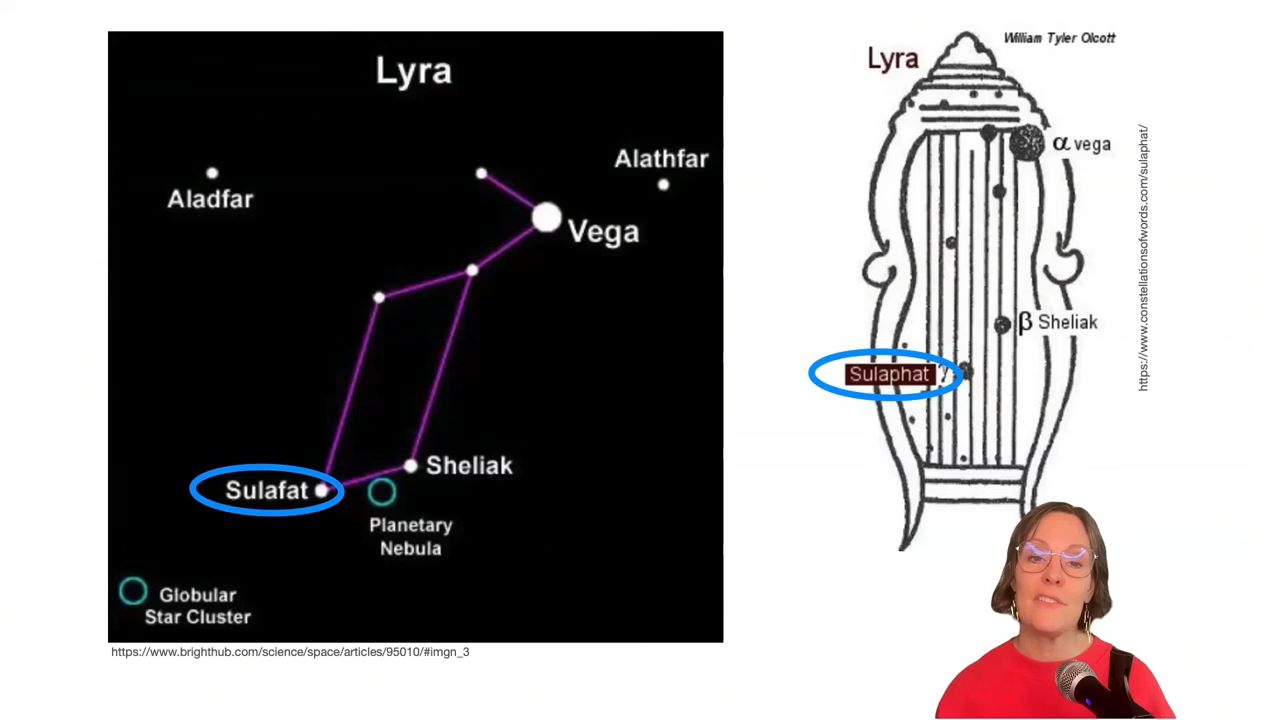 Lyra
Alathfar
Aladfar
Vega
Sheliak
Sulafat
Planetary
Nebula
Globular
Star Cluster
https://www.brighthub.com/science/space/articles/95010/#imgn_3
William Tyler Olcott
Lyra
α vega
β Sheliak
Sulaphat γ
https://www.constellationsofwords.com/sulaphat/